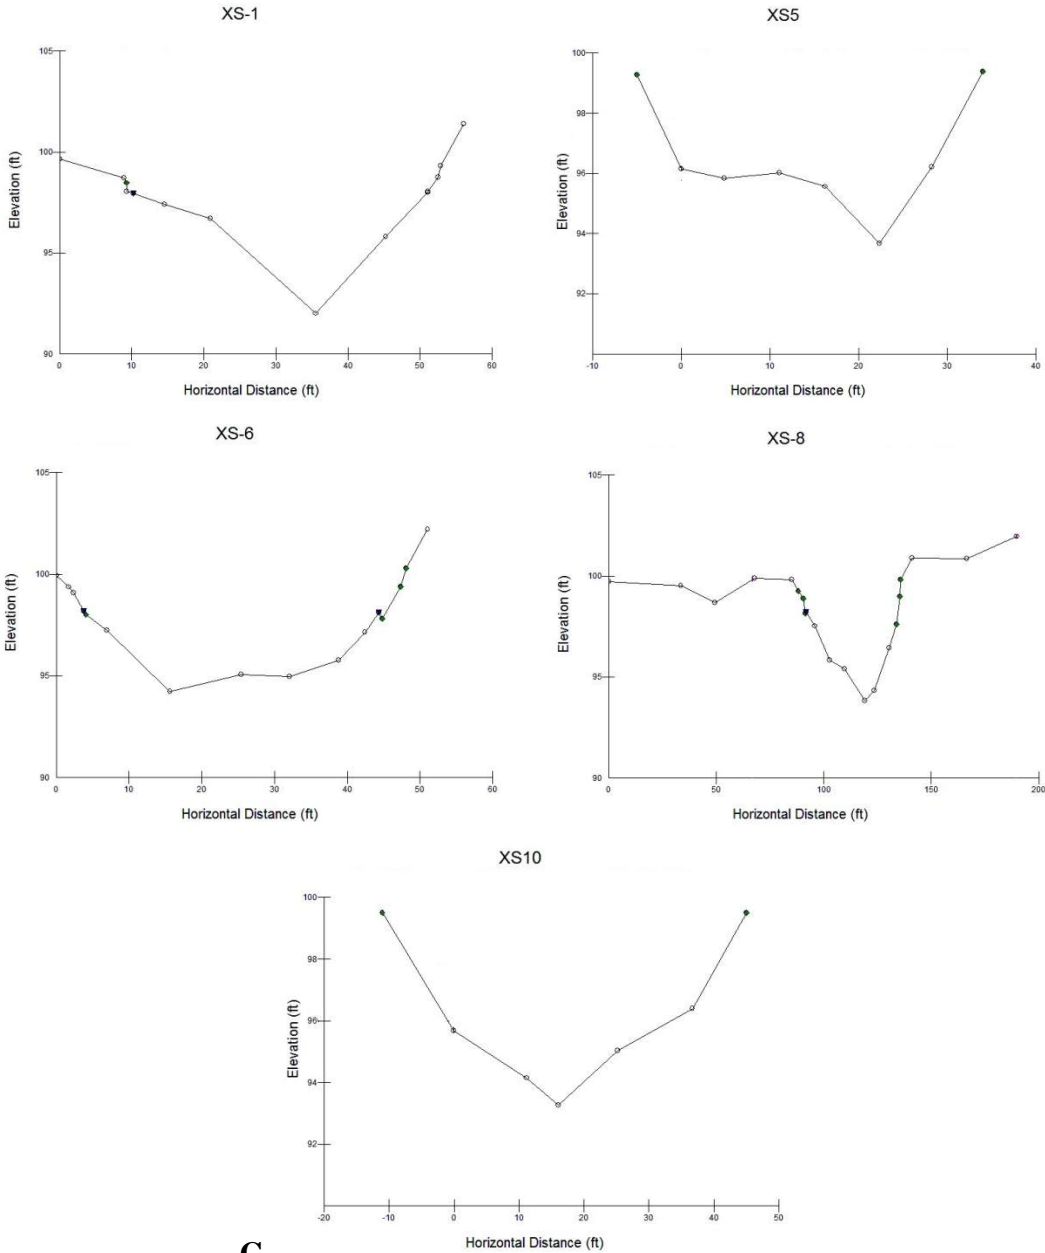 XS-1
105
100
95
90
0 10 20 30 40 50 60
Elevation (ft)
Horizontal Distance (ft)
XS5
100
98
96
94
92
-10 0 10 20 30 40
Elevation (ft)
Horizontal Distance (ft)
XS-6
105
100
95
90
0 10 20 30 40 50 60
Elevation (ft)
Horizontal Distance (ft)
XS-8
105
100
95
90
0 50 100 150 200
Elevation (ft)
Horizontal Distance (ft)
XS10
100
98
96
94
92
-20 -10 0 10 20 30 40 50
Elevation (ft)
Horizontal Distance (ft)